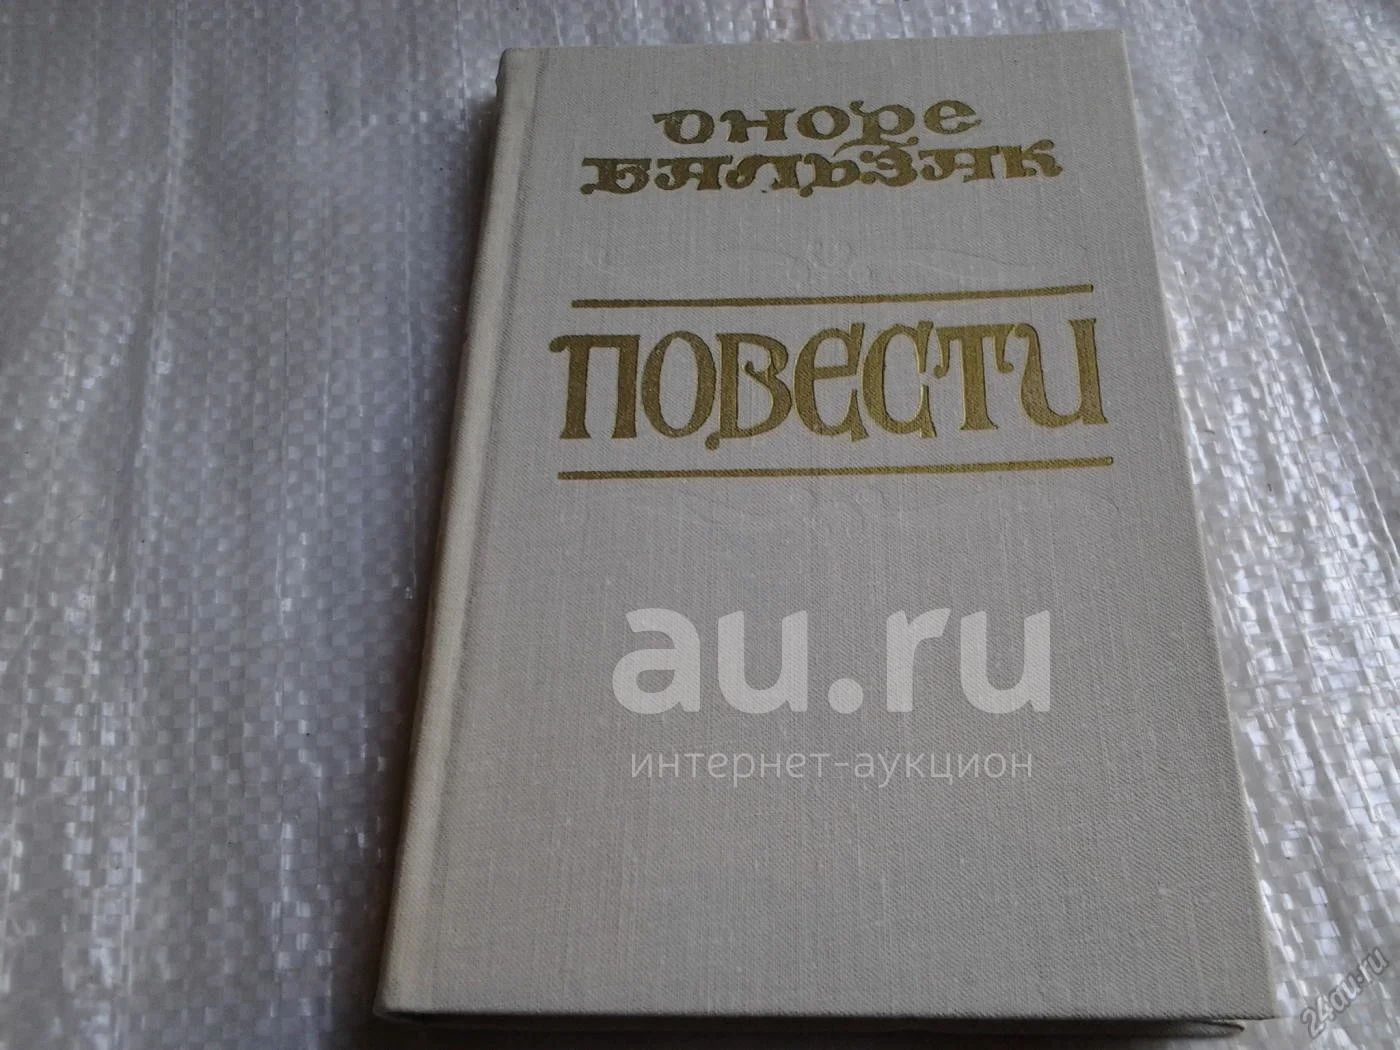 Оноре
Бальзак
ПОВЕСТИ
au.ru
интернет-аукцион
24au.ru